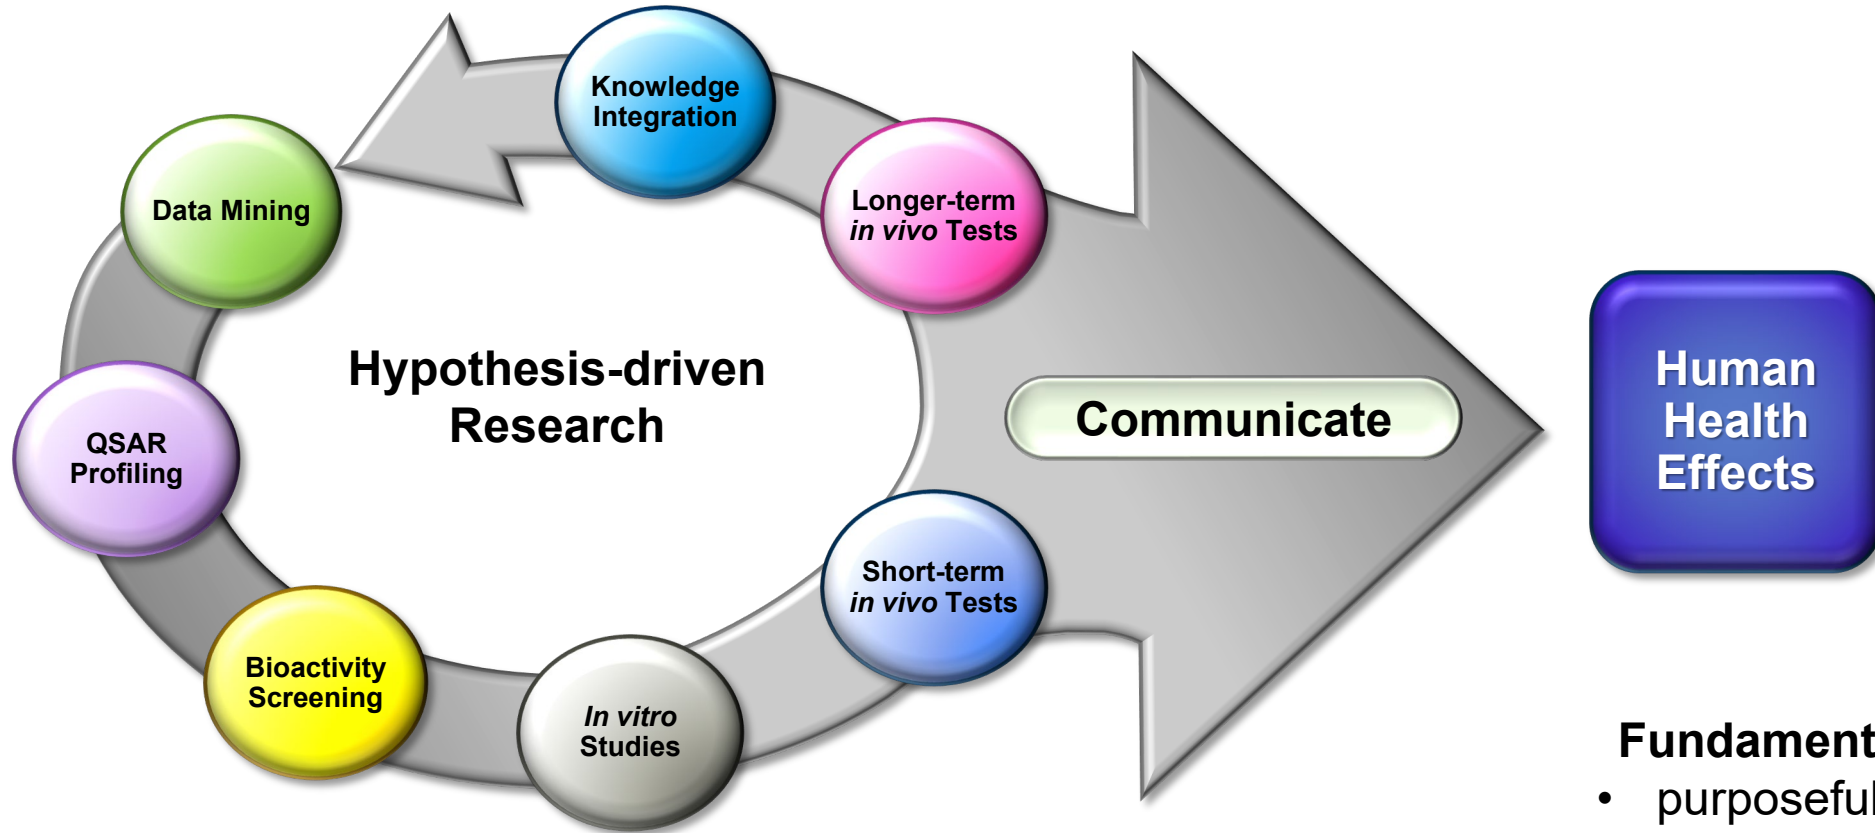 Knowledge
Integration
Longer-term
in vivo Tests
Data Mining
Hypothesis-driven
Research
Communicate
Human
Health
Effects
QSAR
Profiling
Short-term
in vivo Tests
Bioactivity
Screening
In vitro
Studies
Fundament
• purposeful